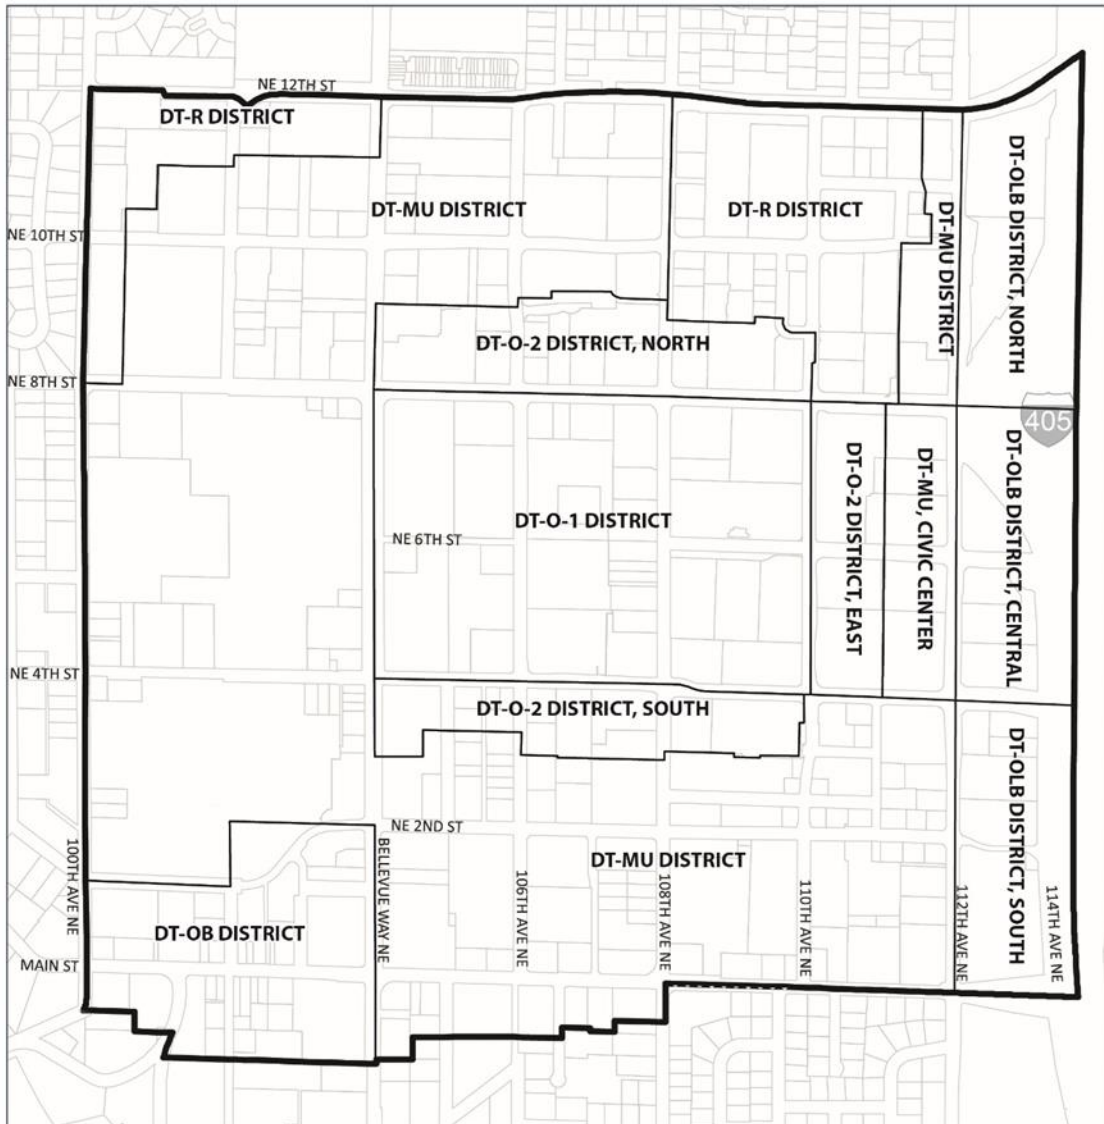 NE 12TH ST
DT-R DISTRICT
DT-OLB DISTRICT, NORTH
DT-MU DISTRICT
DT-R DISTRICT
DT-MU DISTRICT
NE 10TH ST
DT-O-2 DISTRICT, NORTH
NE 8TH ST
405
DT-O-1 DISTRICT
DT-O-2 DISTRICT, EAST
DT-MU, CIVIC CENTER
DT-OLB DISTRICT, CENTRAL
NE 6TH ST
NE 4TH ST
DT-O-2 DISTRICT, SOUTH
DT-OLB DISTRICT, SOUTH
NE 2ND ST
DT-MU DISTRICT
100TH AVE NE
BELLEVUE WAY NE
106TH AVE NE
108TH AVE NE
110TH AVE NE
112TH AVE NE
114TH AVE NE
DT-OB DISTRICT
MAIN ST